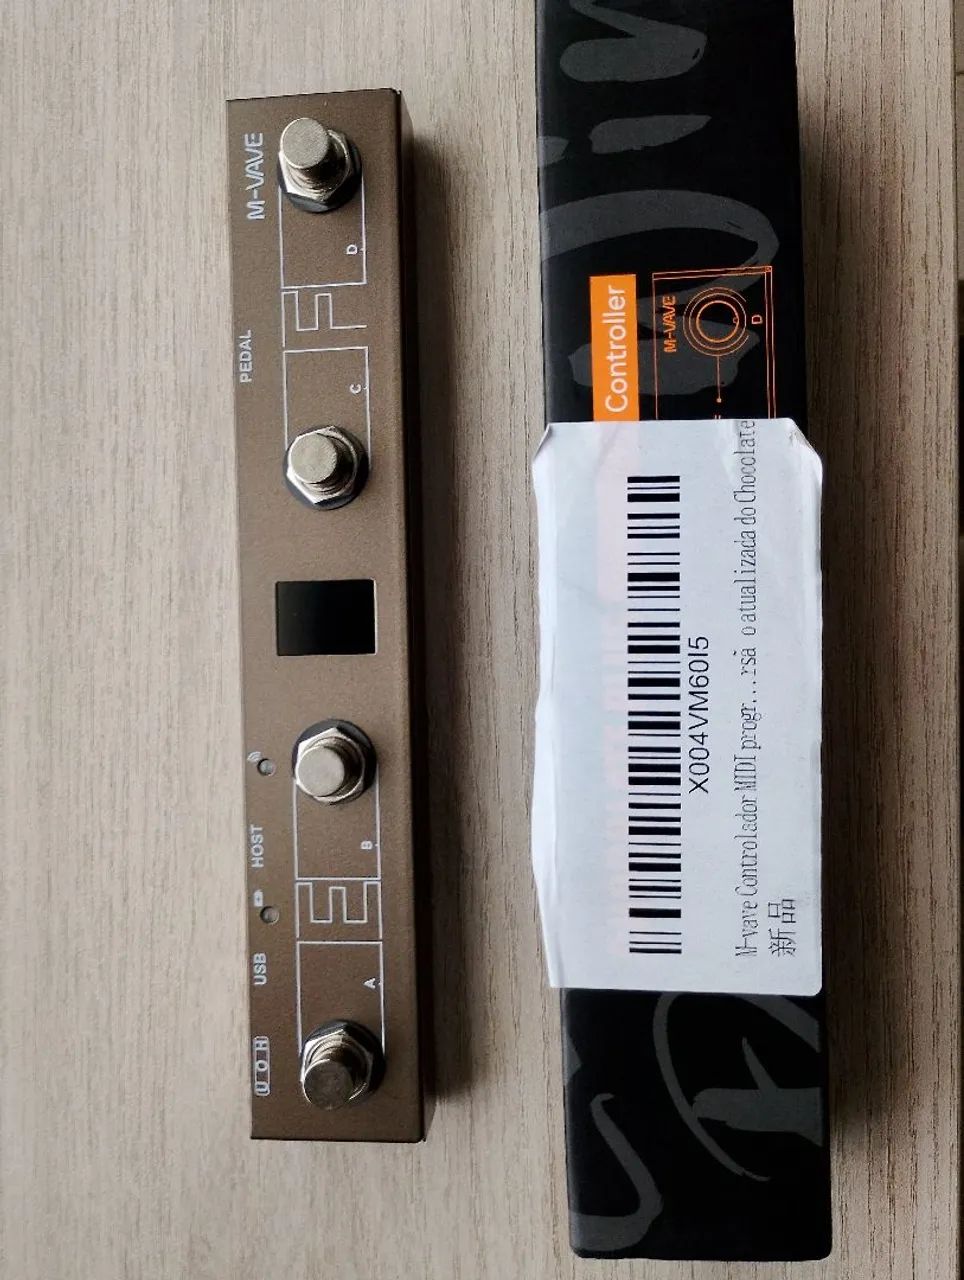 M-VAVE
PEDAL
HOST
USB
U O H
A
B
C
D
E
F
Controller
M-VAVE
D
X004VM60I5
M-vave Controlador MIDI progr...rsã o atualizada do Chocolate
新品